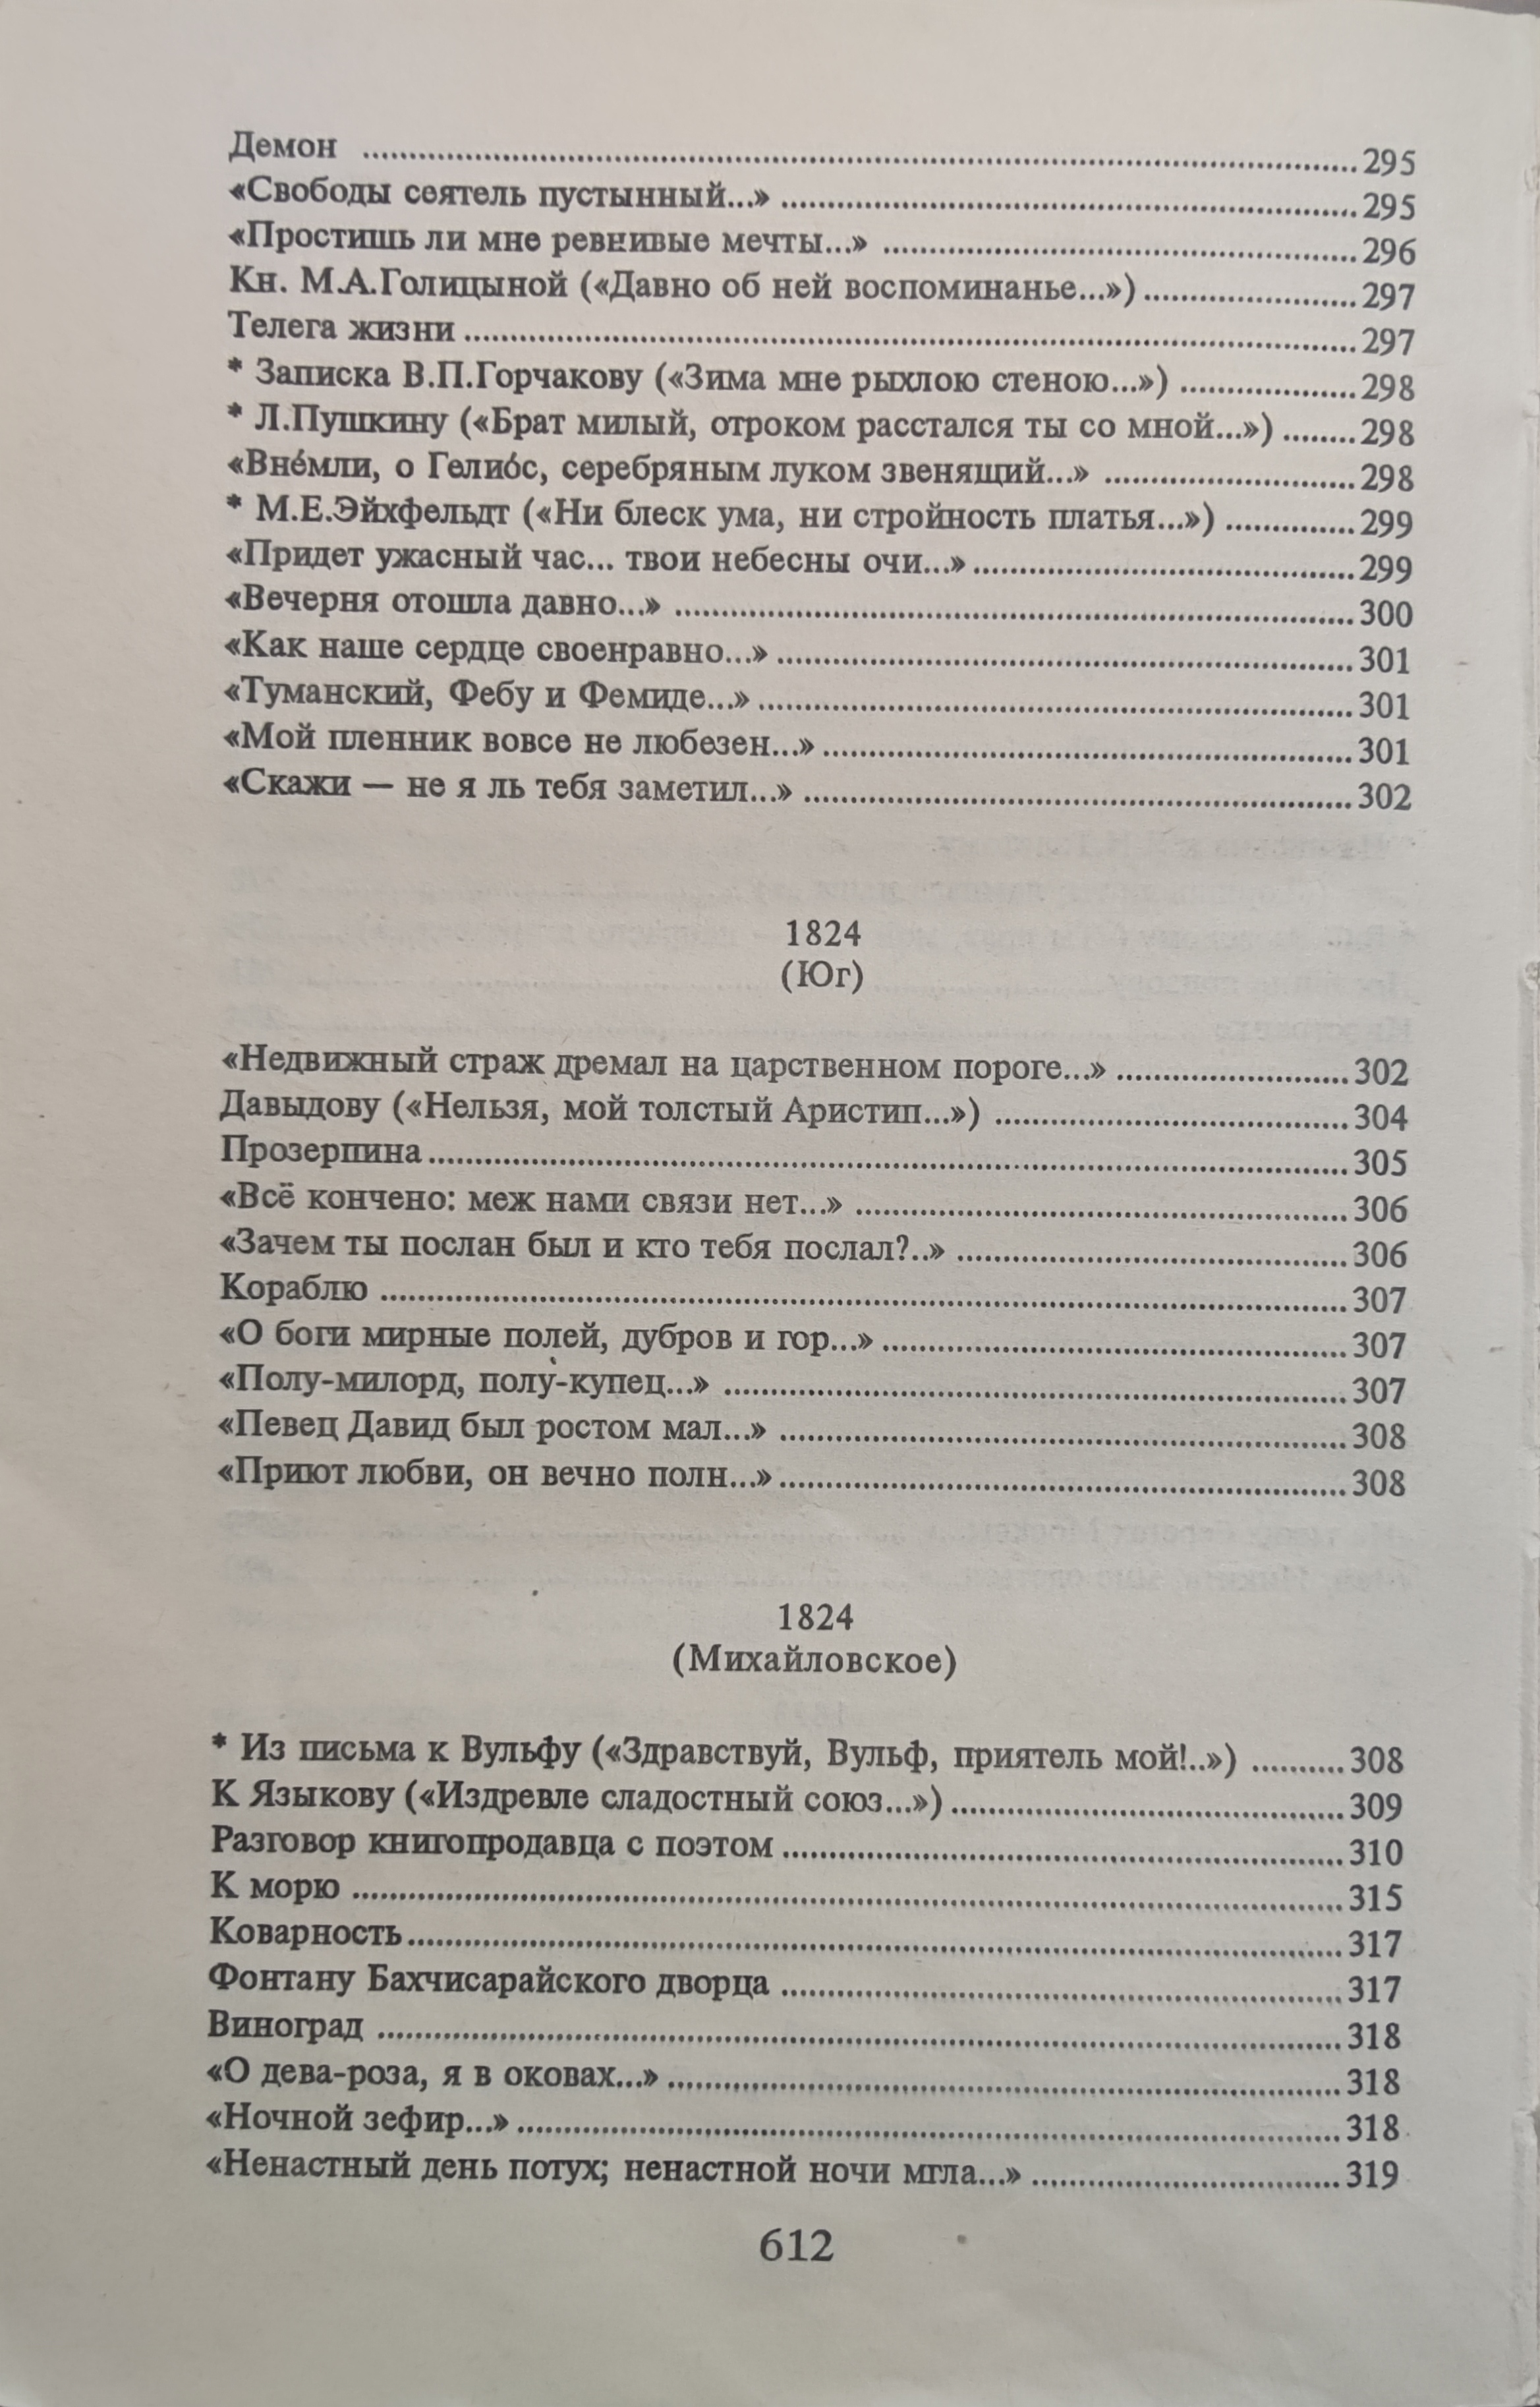 Демон ........ 295
«Свободы сеятель пустынный...» ........ 295
«Простишь ли мне ревнивые мечты...» ........ 296
Кн. М.А.Голицыной («Давно об ней воспоминанье...») ........ 297
Телега жизни ........ 297
* Записка В.П.Горчакову («Зима мне рыхлою стеною...») ........ 298
* Л.Пушкину («Брат милый, отроком расстался ты со мной...») ........ 298
«Внéмли, о Гелиóс, серебряным луком звенящий...» ........ 298
* М.Е.Эйхфельдт («Ни блеск ума, ни стройность платья...») ........ 299
«Придет ужасный час... твои небесны очи...» ........ 299
«Вечерня отошла давно...» ........ 300
«Как наше сердце своенравно...» ........ 301
«Туманский, Фебу и Фемиде...» ........ 301
«Мой пленник вовсе не любезен...» ........ 301
«Скажи — не я ль тебя заметил...» ........ 302
1824
(Юг)
«Недвижный страж дремал на царственном пороге...» ........ 302
Давыдову («Нельзя, мой толстый Аристип...») ........ 304
Прозерпина ........ 305
«Всё кончено: меж нами связи нет...» ........ 306
«Зачем ты послан был и кто тебя послал?..» ........ 306
Кораблю ........ 307
«О боги мирные полей, дубров и гор...» ........ 307
«Полу-милорд, полу-купец...» ........ 307
«Певец Давид был ростом мал...» ........ 308
«Приют любви, он вечно полн...» ........ 308
1824
(Михайловское)
* Из письма к Вульфу («Здравствуй, Вульф, приятель мой!..») ........ 308
К Языкову («Издревле сладостный союз...») ........ 309
Разговор книгопродавца с поэтом ........ 310
К морю ........ 315
Коварность ........ 317
Фонтану Бахчисарайского дворца ........ 317
Виноград ........ 318
«О дева-роза, я в оковах...» ........ 318
«Ночной зефир...» ........ 318
«Ненастный день потух; ненастной ночи мгла...» ........ 319
612